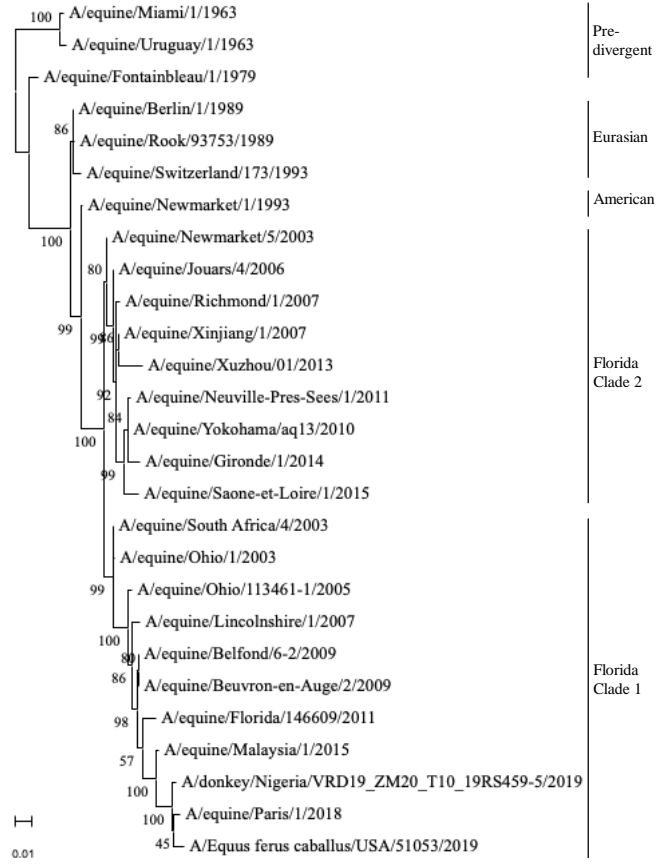 A/equine/Miami/1/1963
100
A/equine/Uruguay/1/1963
Pre-
divergent
A/equine/Fontainbleau/1/1979
A/equine/Berlin/1/1989
86
A/equine/Rook/93753/1989
Eurasian
A/equine/Switzerland/173/1993
A/equine/Newmarket/1/1993
American
100
A/equine/Newmarket/5/2003
80
A/equine/Jouars/4/2006
A/equine/Richmond/1/2007
99
A/equine/Xinjiang/1/2007
99
A/equine/Xuzhou/01/2013
Florida
Clade 2
92
A/equine/Neuville-Pres-Sees/1/2011
84
A/equine/Yokohama/aq13/2010
100
A/equine/Gironde/1/2014
99
A/equine/Saone-et-Loire/1/2015
A/equine/South Africa/4/2003
A/equine/Ohio/1/2003
99
A/equine/Ohio/113461-1/2005
A/equine/Lincolnshire/1/2007
100
A/equine/Belfond/6-2/2009
86
A/equine/Beuvron-en-Auge/2/2009
Florida
Clade 1
A/equine/Florida/146609/2011
98
A/equine/Malaysia/1/2015
57
A/donkey/Nigeria/VRD19_ZM20_T10_19RS459-5/2019
100
A/equine/Paris/1/2018
100
A/Equus ferus caballus/USA/51053/2019
45
0.01